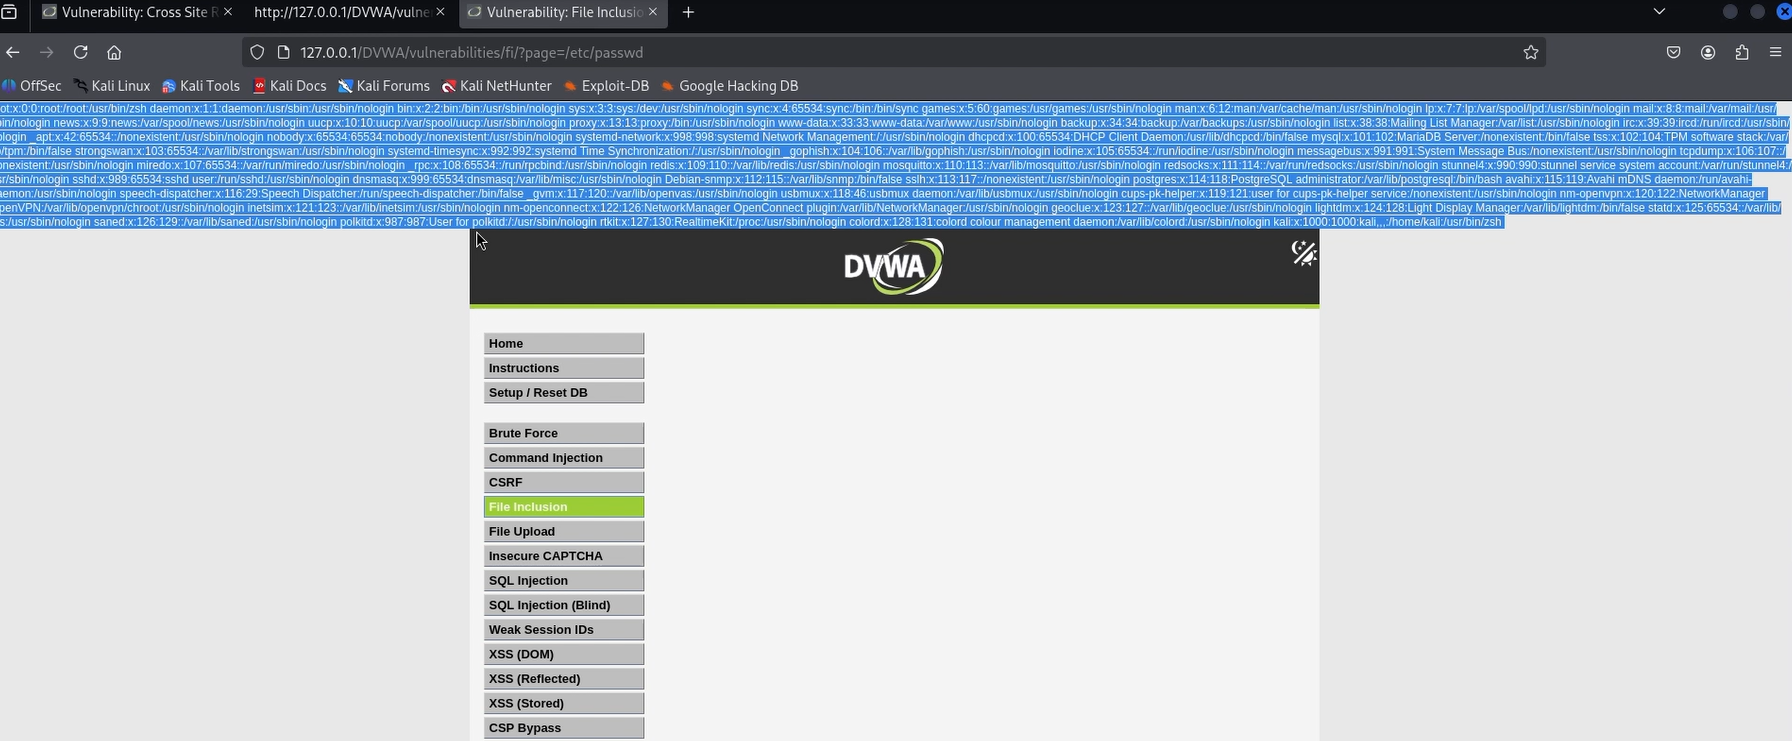 Vulnerability: Cross Site R
http://127.0.0.1/DVWA/vulne
Vulnerability: File Inclusio
127.0.0.1/DVWA/vulnerabilities/fi/?page=/etc/passwd
OffSec Kali Linux Kali Tools Kali Docs Kali Forums Kali NetHunter Exploit-DB Google Hacking DB
ot:x:0:0:root:/root:/usr/bin/zsh daemon:x:1:1:daemon:/usr/sbin:/usr/sbin/nologin bin:x:2:2:bin:/bin:/usr/sbin/nologin sys:x:3:3:sys:/dev:/usr/sbin/nologin sync:x:4:65534:sync:/bin:/bin/sync games:x:5:60:games:/usr/games:/usr/sbin/nologin man:x:6:12:man:/var/cache/man:/usr/sbin/nologin lp:x:7:7:lp:/var/spool/lpd:/usr/sbin/nologin mail:x:8:8:mail:/var/mail:/usr/
bin/nologin news:x:9:9:news:/var/spool/news:/usr/sbin/nologin uucp:x:10:10:uucp:/var/spool/uucp:/usr/sbin/nologin proxy:x:13:13:proxy:/bin:/usr/sbin/nologin www-data:x:33:33:www-data:/var/www:/usr/sbin/nologin backup:x:34:34:backup:/var/backups:/usr/sbin/nologin list:x:38:38:Mailing List Manager:/var/list:/usr/sbin/nologin irc:x:39:39:ircd:/run/ircd:/usr/sbin/
ologin _apt:x:42:65534::/nonexistent:/usr/sbin/nologin nobody:x:65534:65534:nobody:/nonexistent:/usr/sbin/nologin systemd-network:x:998:998:systemd Network Management:/:/usr/sbin/nologin dhcpcd:x:100:65534:DHCP Client Daemon:/usr/lib/dhcpcd:/bin/false mysql:x:101:102:MariaDB Server:/nonexistent:/bin/false tss:x:102:104:TPM software stack:/var/
/tpm:/bin/false strongswan:x:103:65534::/var/lib/strongswan:/usr/sbin/nologin systemd-timesync:x:992:992:systemd Time Synchronization:/:/usr/sbin/nologin _gophish:x:104:106::/var/lib/gophish:/usr/sbin/nologin iodine:x:105:65534::/run/iodine:/usr/sbin/nologin messagebus:x:991:991:System Message Bus:/nonexistent:/usr/sbin/nologin tcpdump:x:106:107::/
onexistent:/usr/sbin/nologin miredo:x:107:65534::/var/run/miredo:/usr/sbin/nologin _rpc:x:108:65534::/run/rpcbind:/usr/sbin/nologin redis:x:109:110::/var/lib/redis:/usr/sbin/nologin mosquitto:x:110:113::/var/lib/mosquitto:/usr/sbin/nologin redsocks:x:111:114::/var/run/redsocks:/usr/sbin/nologin stunnel4:x:990:990:stunnel service system account:/var/run/stunnel4:/
sr/sbin/nologin sshd:x:989:65534:sshd user:/run/sshd:/usr/sbin/nologin dnsmasq:x:999:65534:dnsmasq:/var/lib/misc:/usr/sbin/nologin Debian-snmp:x:112:115::/var/lib/snmp:/bin/false sslh:x:113:117::/nonexistent:/usr/sbin/nologin postgres:x:114:118:PostgreSQL administrator:/var/lib/postgresql:/bin/bash avahi:x:115:119:Avahi mDNS daemon:/run/avahi-
aemon:/usr/sbin/nologin speech-dispatcher:x:116:29:Speech Dispatcher:/run/speech-dispatcher:/bin/false _gvm:x:117:120::/var/lib/openvas:/usr/sbin/nologin usbmux:x:118:46:usbmux daemon:/var/lib/usbmux:/usr/sbin/nologin cups-pk-helper:x:119:121:user for cups-pk-helper service:/nonexistent:/usr/sbin/nologin nm-openvpn:x:120:122:NetworkManager
penVPN:/var/lib/openvpn/chroot:/usr/sbin/nologin inetsim:x:121:123::/var/lib/inetsim:/usr/sbin/nologin nm-openconnect:x:122:126:NetworkManager OpenConnect plugin:/var/lib/NetworkManager:/usr/sbin/nologin geoclue:x:123:127::/var/lib/geoclue:/usr/sbin/nologin lightdm:x:124:128:Light Display Manager:/var/lib/lightdm:/bin/false statd:x:125:65534::/var/lib/
s:/usr/sbin/nologin saned:x:126:129::/var/lib/saned:/usr/sbin/nologin polkitd:x:987:987:User for polkitd:/:/usr/sbin/nologin rtkit:x:127:130:RealtimeKit:/proc:/usr/sbin/nologin colord:x:128:131:colord colour management daemon:/var/lib/colord:/usr/sbin/nologin kali:x:1000:1000:kali,,,:/home/kali:/usr/bin/zsh
DVWA
Home
Instructions
Setup / Reset DB
Brute Force
Command Injection
CSRF
File Inclusion
File Upload
Insecure CAPTCHA
SQL Injection
SQL Injection (Blind)
Weak Session IDs
XSS (DOM)
XSS (Reflected)
XSS (Stored)
CSP Bypass